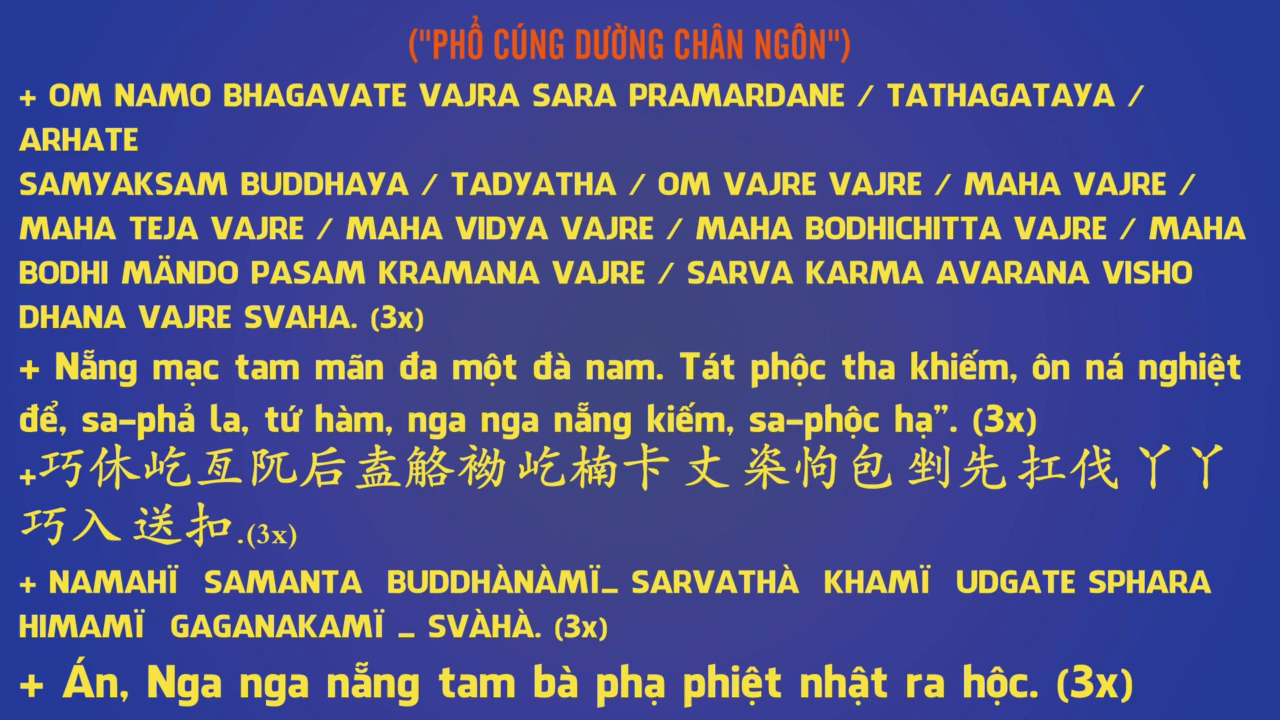 ("PHỔ CÚNG DƯỜNG CHÂN NGÔN")
+ OM NAMO BHAGAVATE VAJRA SARA PRAMARDANE / TATHAGATAYA /
ARHATE
SAMYAKSAM BUDDHAYA / TADYATHA / OM VAJRE VAJRE / MAHA VAJRE /
MAHA TEJA VAJRE / MAHA VIDYA VAJRE / MAHA BODHICHITTA VAJRE / MAHA
BODHI MÄNDO PASAM KRAMANA VAJRE / SARVA KARMA AVARANA VISHO
DHANA VAJRE SVAHA. (3x)
+ Nẵng mạc tam mãn đa một đà nam. Tát phộc tha khiếm, ôn ná nghiệt
để, sa-phả la, tứ hàm, nga nga nẵng kiếm, sa-phộc hạ”. (3x)
+巧休屹亙阢后盍觡袎 屹楠卡 丈 桼怐包 剉先 扛伐 丫丫
巧入 送扣.(3x)
+ NAMAHÏ SAMANTA BUDDHÀNÀMÏ_ SARVATHÀ KHAMÏ UDGATE SPHARA
HIMAMÏ GAGANAKAMÏ _ SVÀHÀ. (3x)
+ Án, Nga nga nẵng tam bà phạ phiệt nhật ra hộc. (3x)